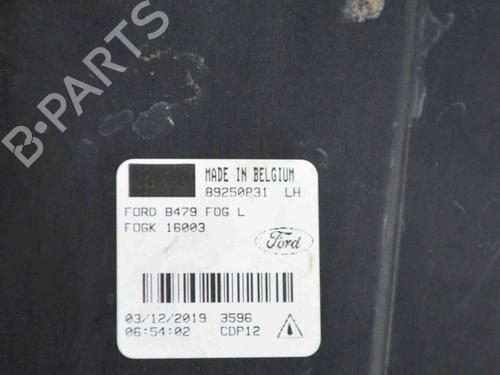 B-PARTS
MADE IN BELGIUM
89250831 LH
FORD B479 FOG L
FOGK 16003
Ford
03/12/2019 3596
06:54:02 CDP12